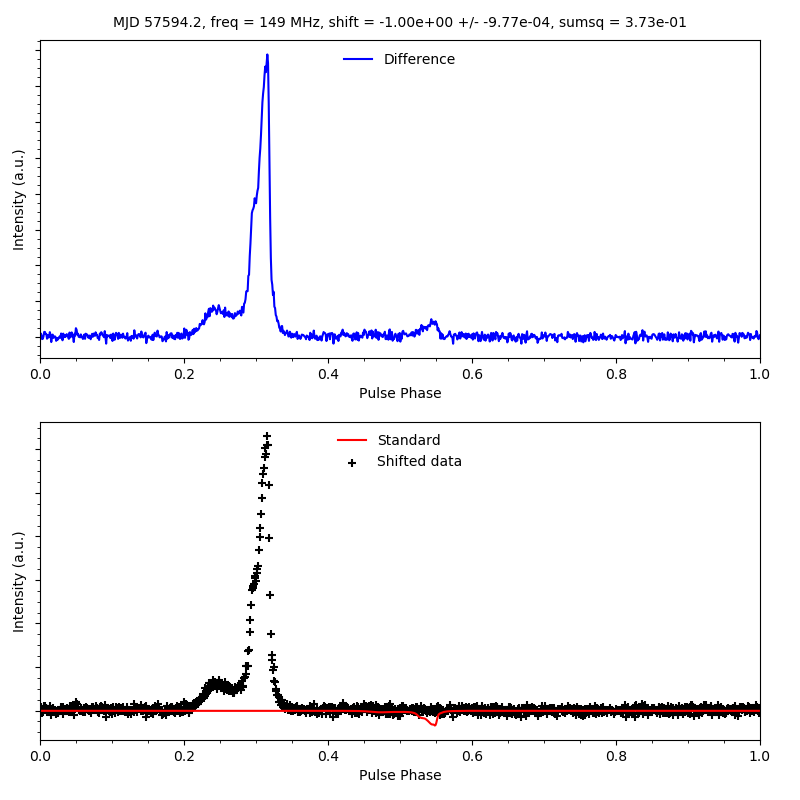 MJD 57594.2, freq = 149 MHz, shift = -1.00e+00 +/- -9.77e-04, sumsq = 3.73e-01
Difference
Intensity (a.u.)
0.0 0.2 0.4 0.6 0.8 1.0
Pulse Phase
Standard
Shifted data
Intensity (a.u.)
0.0 0.2 0.4 0.6 0.8 1.0
Pulse Phase